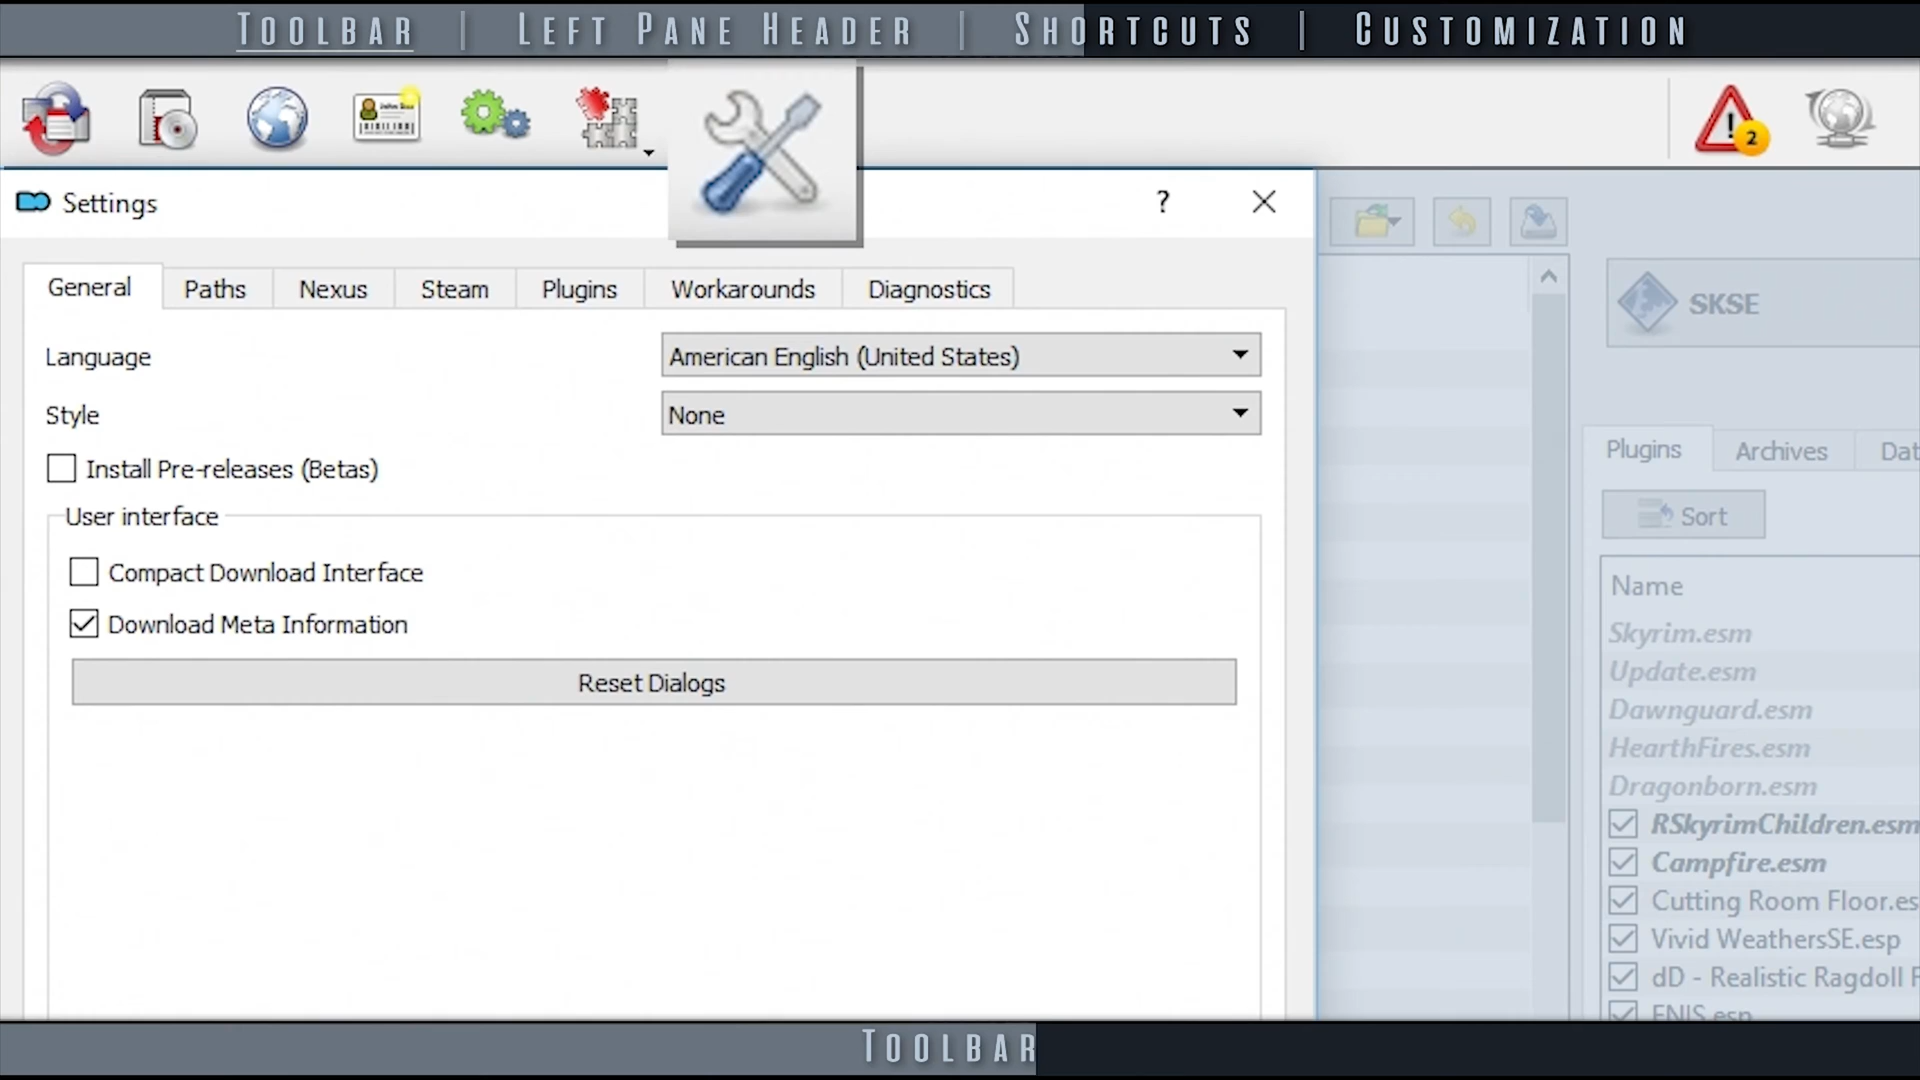 TOOLBAR | LEFT PANE HEADER | SHORTCUTS | CUSTOMIZATION
2
Settings
?
General Paths Nexus Steam Plugins Workarounds Diagnostics
Language American English (United States)
Style None
Install Pre-releases (Betas)
User interface
Compact Download Interface
Download Meta Information
Reset Dialogs
SKSE
Plugins Archives Dat
Sort
Name
Skyrim.esm
Update.esm
Dawnguard.esm
HearthFires.esm
Dragonborn.esm
RSkyrimChildren.esm
Campfire.esm
Cutting Room Floor.es
Vivid WeathersSE.esp
dD - Realistic Ragdoll F
TOOLBAR